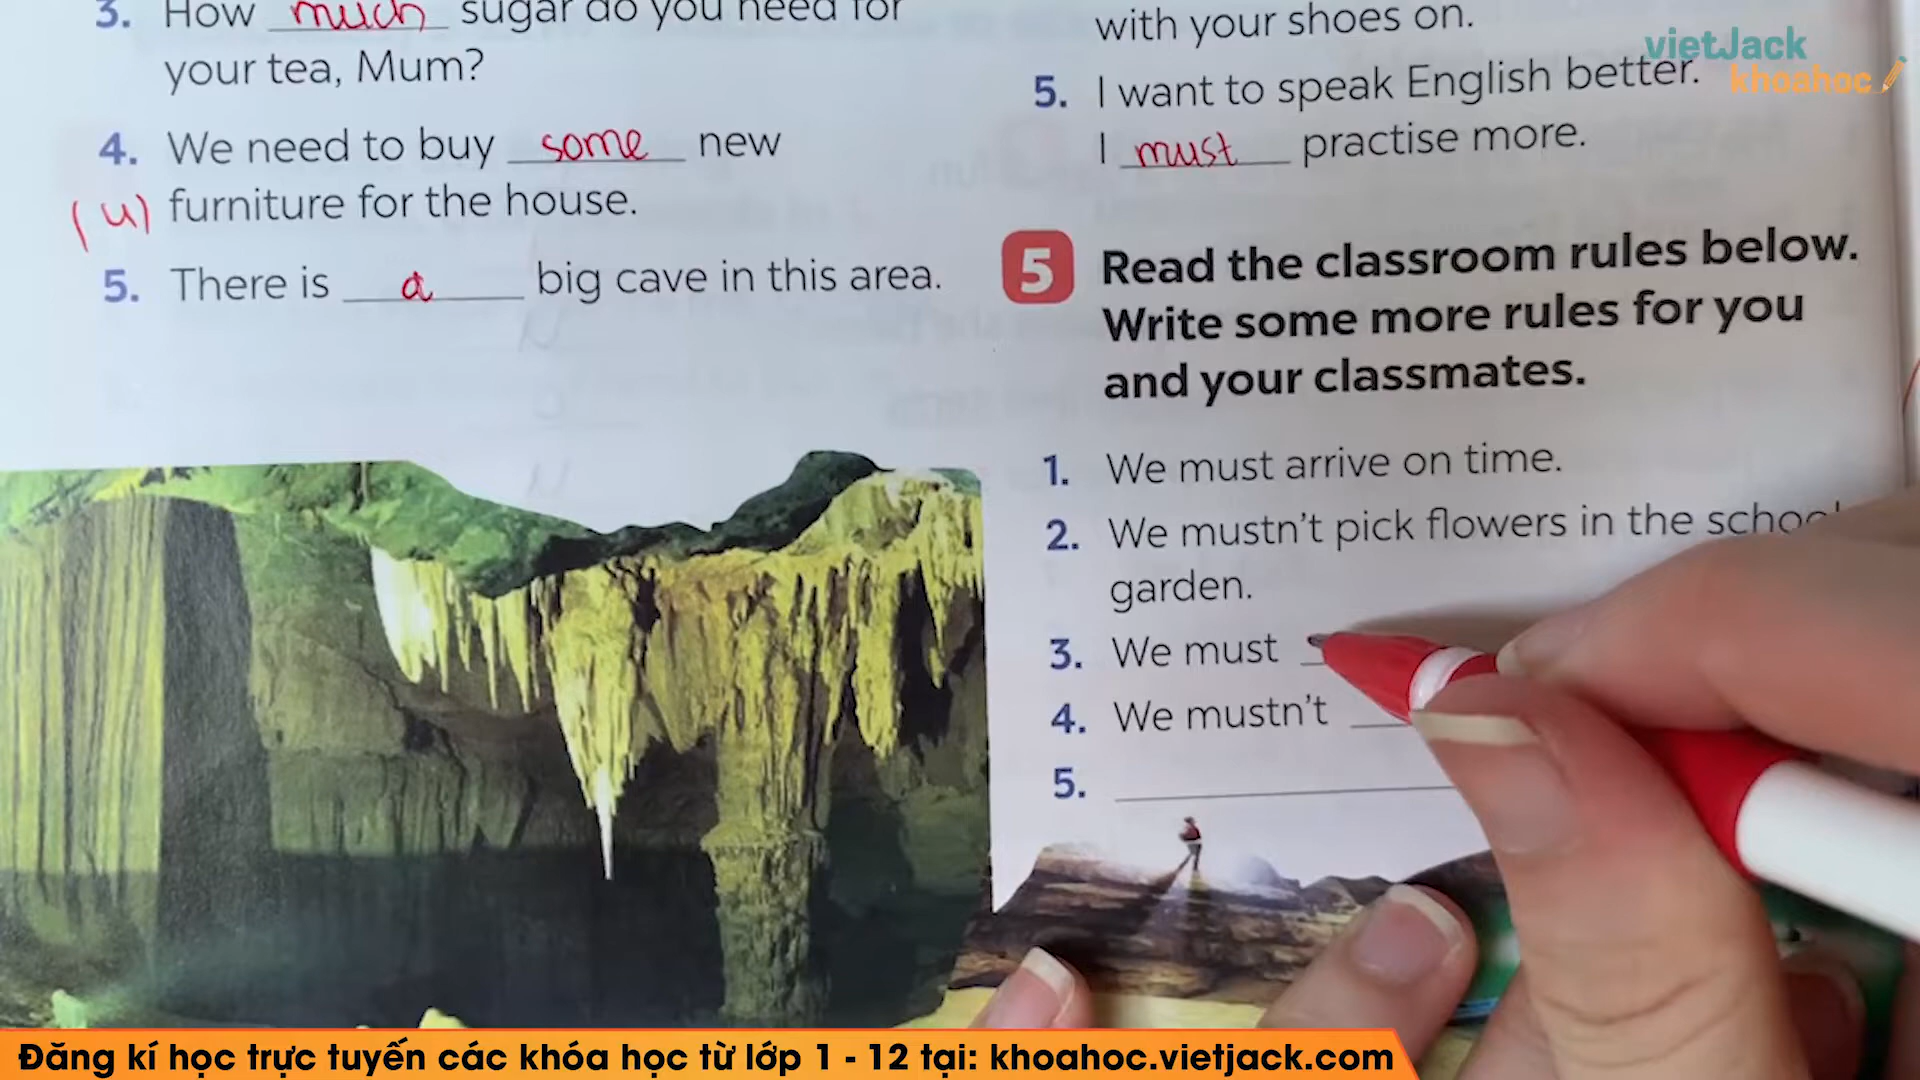 3. How much sugar do you need for
your tea, Mum?
4. We need to buy some new
(u) furniture for the house.
5. There is a big cave in this area.
with your shoes on.
5. I want to speak English better.
I must practise more.
5 Read the classroom rules below.
Write some more rules for you
and your classmates.
1. We must arrive on time.
2. We mustn't pick flowers in the school
garden.
3. We must
4. We mustn't
5.
vietJack
khoahoc
Đăng kí học trực tuyến các khóa học từ lớp 1 - 12 tại: khoahoc.vietjack.com